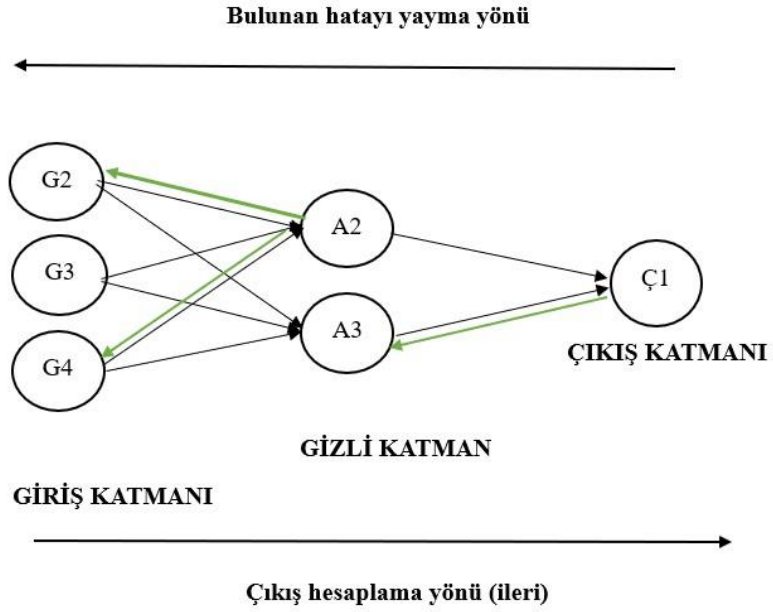 Bulunan hatayı yayma yönü
G2
A2
G3
Ç1
A3
G4
ÇIKIŞ KATMANI
GİZLİ KATMAN
GİRİŞ KATMANI
Çıkış hesaplama yönü (ileri)